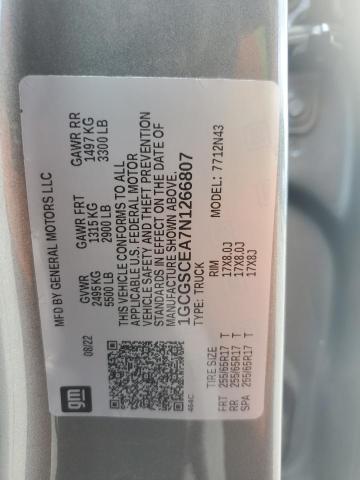 MFD BY GENERAL MOTORS LLC
08/22
GVWR
2495 KG
5500 LB
GAWR FRT
1315 KG
2900 LB
GAWR RR
1497 KG
3300 LB
THIS VEHICLE CONFORMS TO ALL
APPLICABLE U.S. FEDERAL MOTOR
VEHICLE SAFETY AND THEFT PREVENTION
STANDARDS IN EFFECT ON THE DATE OF
MANUFACTURE SHOWN ABOVE.
1GCGSCEA7N1266807
TYPE: TRUCK
MODEL: 7712N43
gm
464C
TIRE SIZE
RIM
FRT 255/65R17 T 17X8.0J
RR 255/65R17 T 17X8.0J
SPA 255/65R17 T 17X8J